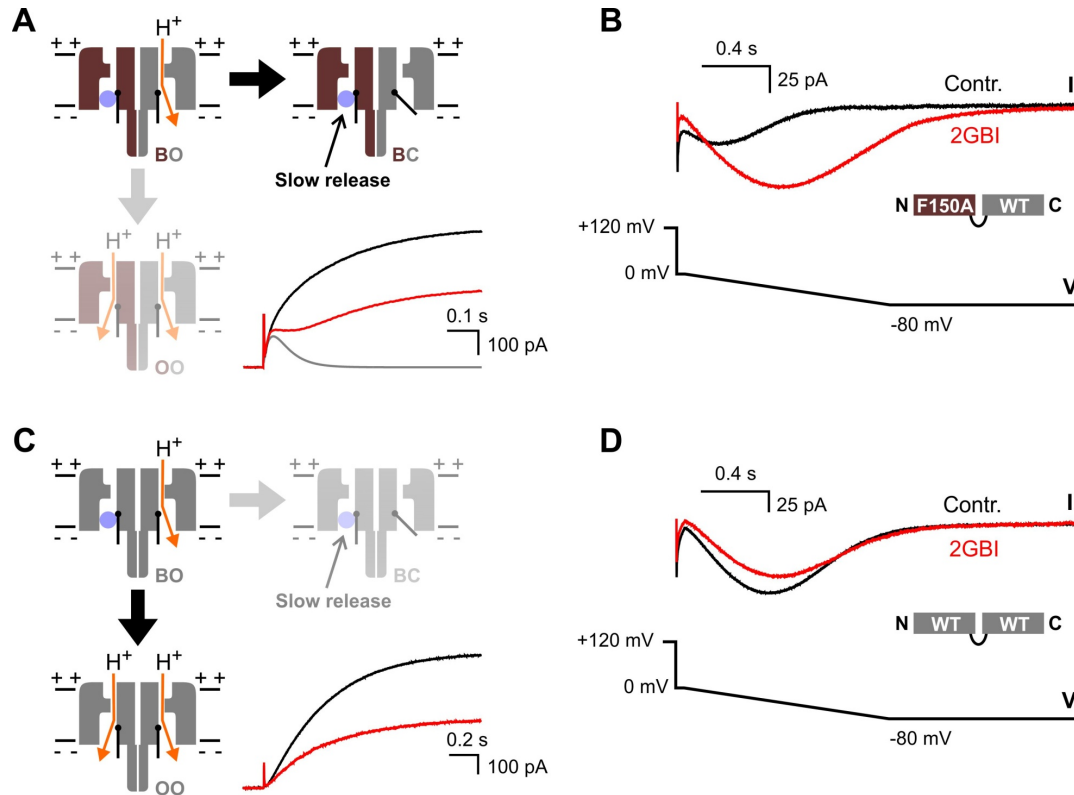 A
H+
+ +
+ +
+ +
+ +
- -
- -
- -
- -
BO
BC
Slow release
H+
H+
+ +
+ +
- -
- -
OO
0.1 s
100 pA
B
0.4 s
25 pA
Contr.
I
2GBI
N F150A WT C
+120 mV
0 mV
V
-80 mV
C
H+
+ +
+ +
+ +
+ +
- -
- -
- -
- -
BO
BC
Slow release
H+
H+
+ +
+ +
- -
- -
OO
0.2 s
100 pA
D
0.4 s
25 pA
Contr.
I
2GBI
N WT WT C
+120 mV
0 mV
V
-80 mV